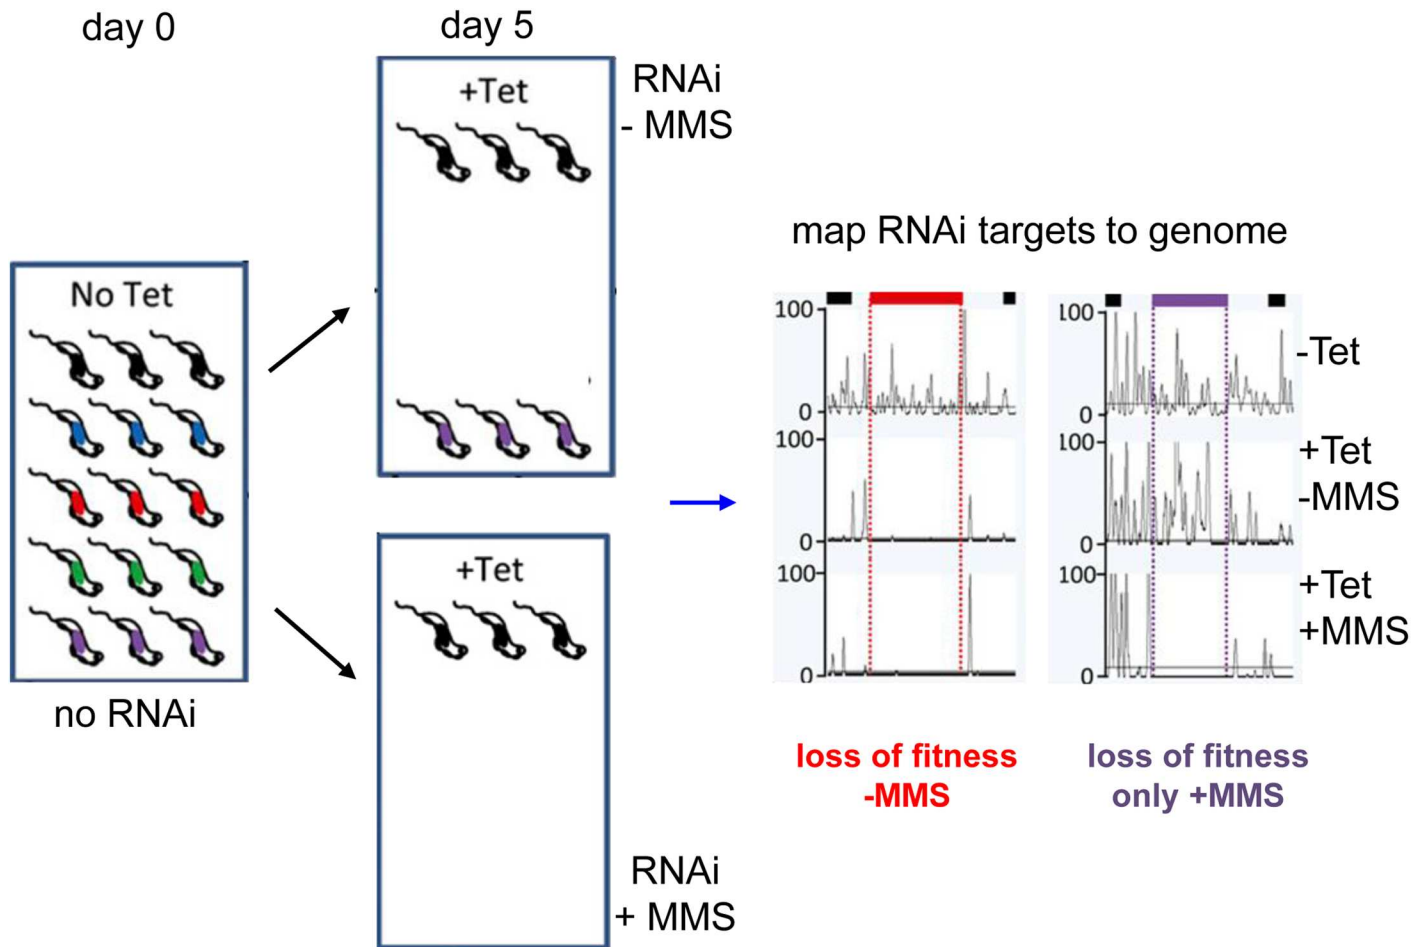 day 0
No Tet
no RNAi
day 5
+Tet
RNAi
- MMS
+Tet
RNAi
+ MMS
map RNAi targets to genome
100
0
100
0
100
0
100
0
100
0
100
0
-Tet
+Tet
-MMS
+Tet
+MMS
loss of fitness
-MMS
loss of fitness
only +MMS